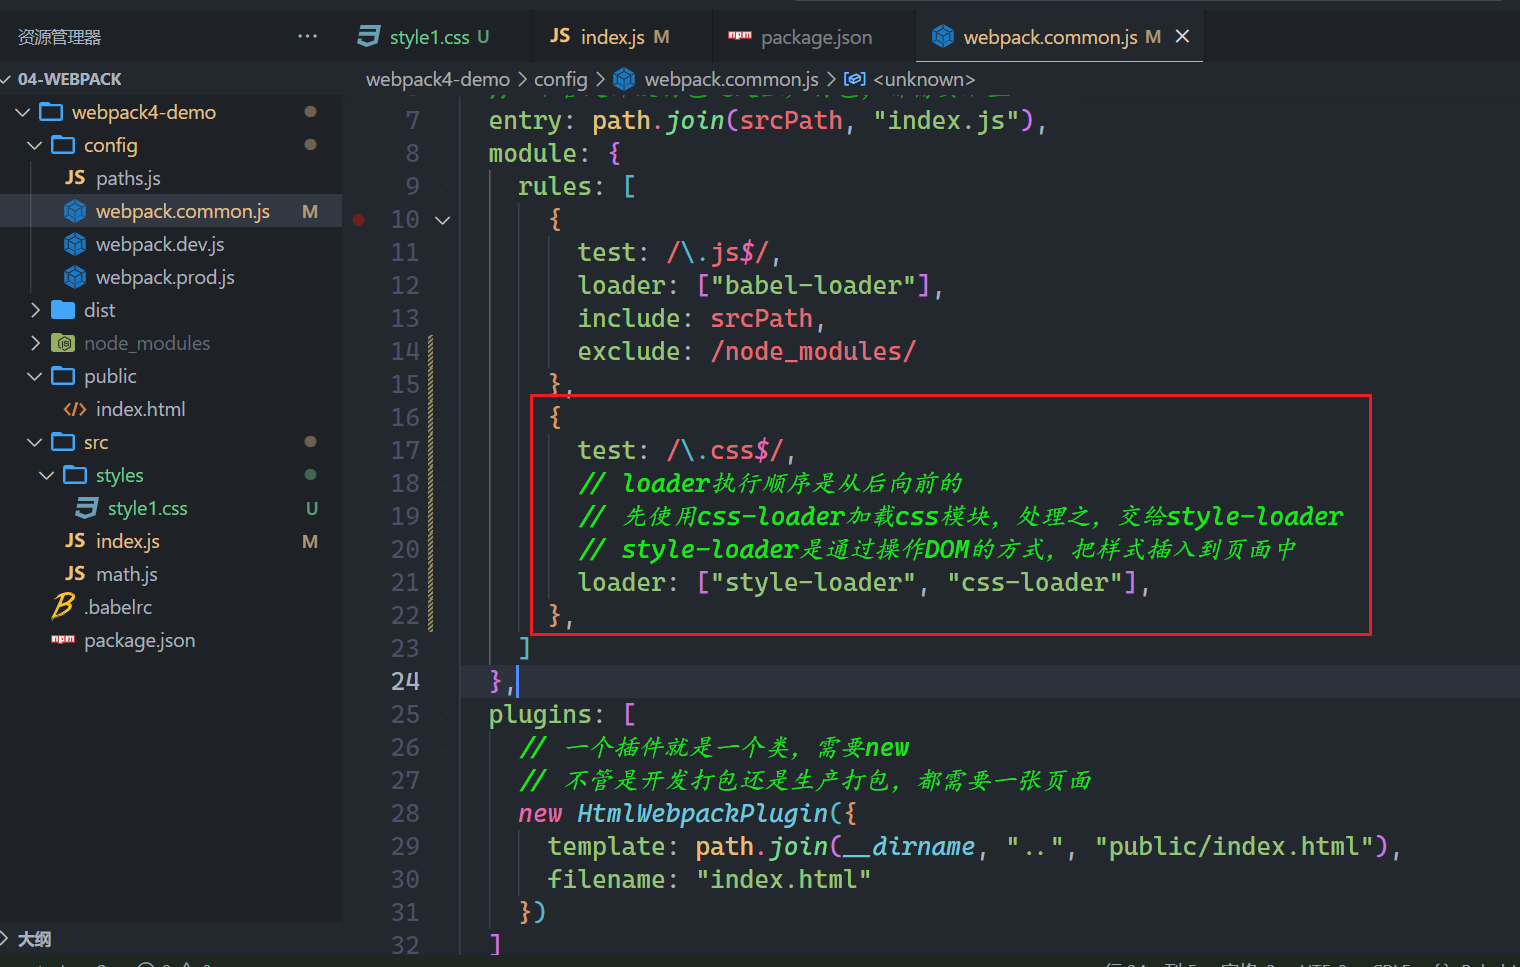 资源管理器
04-WEBPACK
webpack4-demo
config
paths.js
webpack.common.js M
webpack.dev.js
webpack.prod.js
dist
node_modules
public
index.html
src
styles
style1.css U
index.js M
math.js
.babelrc
package.json
大纲
style1.css U
index.js M
package.json
webpack.common.js M
webpack4-demo > config > webpack.common.js > <unknown>
7 entry: path.join(srcPath, "index.js"),
8 module: {
9 rules: [
10 {
11 test: /\.js$/,
12 loader: ["babel-loader"],
13 include: srcPath,
14 exclude: /node_modules/
15 },
16 {
17 test: /\.css$/,
18 // loader执行顺序是从后向前的
19 // 先使用css-loader加载css模块，处理之，交给style-loader
20 // style-loader是通过操作DOM的方式，把样式插入到页面中
21 loader: ["style-loader", "css-loader"],
22 },
23 ]
24 },
25 plugins: [
26 // 一个插件就是一个类，需要new
27 // 不管是开发打包还是生产打包，都需要一张页面
28 new HtmlWebpackPlugin({
29 template: path.join(__dirname, "..", "public/index.html"),
30 filename: "index.html"
31 })
32 ]